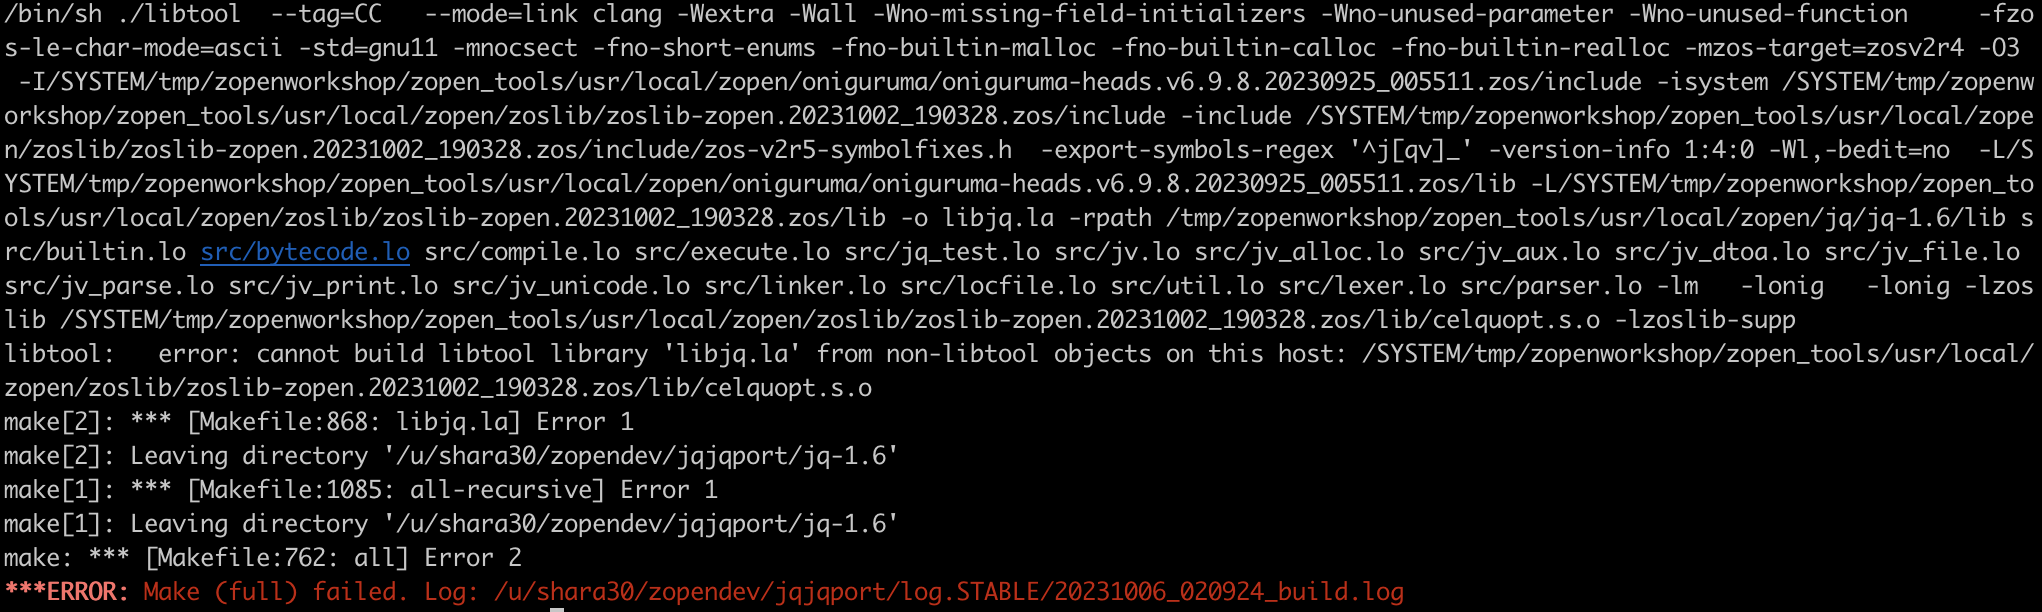 /bin/sh ./libtool  --tag=CC   --mode=link clang -Wextra -Wall -Wno-missing-field-initializers -Wno-unused-parameter -Wno-unused-function     -fzo
s-le-char-mode=ascii -std=gnu11 -mnocsect -fno-short-enums -fno-builtin-malloc -fno-builtin-calloc -fno-builtin-realloc -mzos-target=zosv2r4 -O3
 -I/SYSTEM/tmp/zopenworkshop/zopen_tools/usr/local/zopen/oniguruma/oniguruma-heads.v6.9.8.20230925_005511.zos/include -isystem /SYSTEM/tmp/zopenw
orkshop/zopen_tools/usr/local/zopen/zoslib/zoslib-zopen.20231002_190328.zos/include -include /SYSTEM/tmp/zopenworkshop/zopen_tools/usr/local/zope
n/zoslib/zoslib-zopen.20231002_190328.zos/include/zos-v2r5-symbolfixes.h  -export-symbols-regex '^j[qv]_' -version-info 1:4:0 -Wl,-bedit=no  -L/S
YSTEM/tmp/zopenworkshop/zopen_tools/usr/local/zopen/oniguruma/oniguruma-heads.v6.9.8.20230925_005511.zos/lib -L/SYSTEM/tmp/zopenworkshop/zopen_to
ols/usr/local/zopen/zoslib/zoslib-zopen.20231002_190328.zos/lib -o libjq.la -rpath /tmp/zopenworkshop/zopen_tools/usr/local/zopen/jq/jq-1.6/lib s
rc/builtin.lo src/bytecode.lo src/compile.lo src/execute.lo src/jq_test.lo src/jv.lo src/jv_alloc.lo src/jv_aux.lo src/jv_dtoa.lo src/jv_file.lo
src/jv_parse.lo src/jv_print.lo src/jv_unicode.lo src/linker.lo src/locfile.lo src/util.lo src/lexer.lo src/parser.lo -lm   -lonig   -lonig -lzos
lib /SYSTEM/tmp/zopenworkshop/zopen_tools/usr/local/zopen/zoslib/zoslib-zopen.20231002_190328.zos/lib/celquopt.s.o -lzoslib-supp
libtool:   error: cannot build libtool library 'libjq.la' from non-libtool objects on this host: /SYSTEM/tmp/zopenworkshop/zopen_tools/usr/local/
zopen/zoslib/zoslib-zopen.20231002_190328.zos/lib/celquopt.s.o
make[2]: *** [Makefile:868: libjq.la] Error 1
make[2]: Leaving directory '/u/shara30/zopendev/jqjqport/jq-1.6'
make[1]: *** [Makefile:1085: all-recursive] Error 1
make[1]: Leaving directory '/u/shara30/zopendev/jqjqport/jq-1.6'
make: *** [Makefile:762: all] Error 2
***ERROR: Make (full) failed. Log: /u/shara30/zopendev/jqjqport/log.STABLE/20231006_020924_build.log